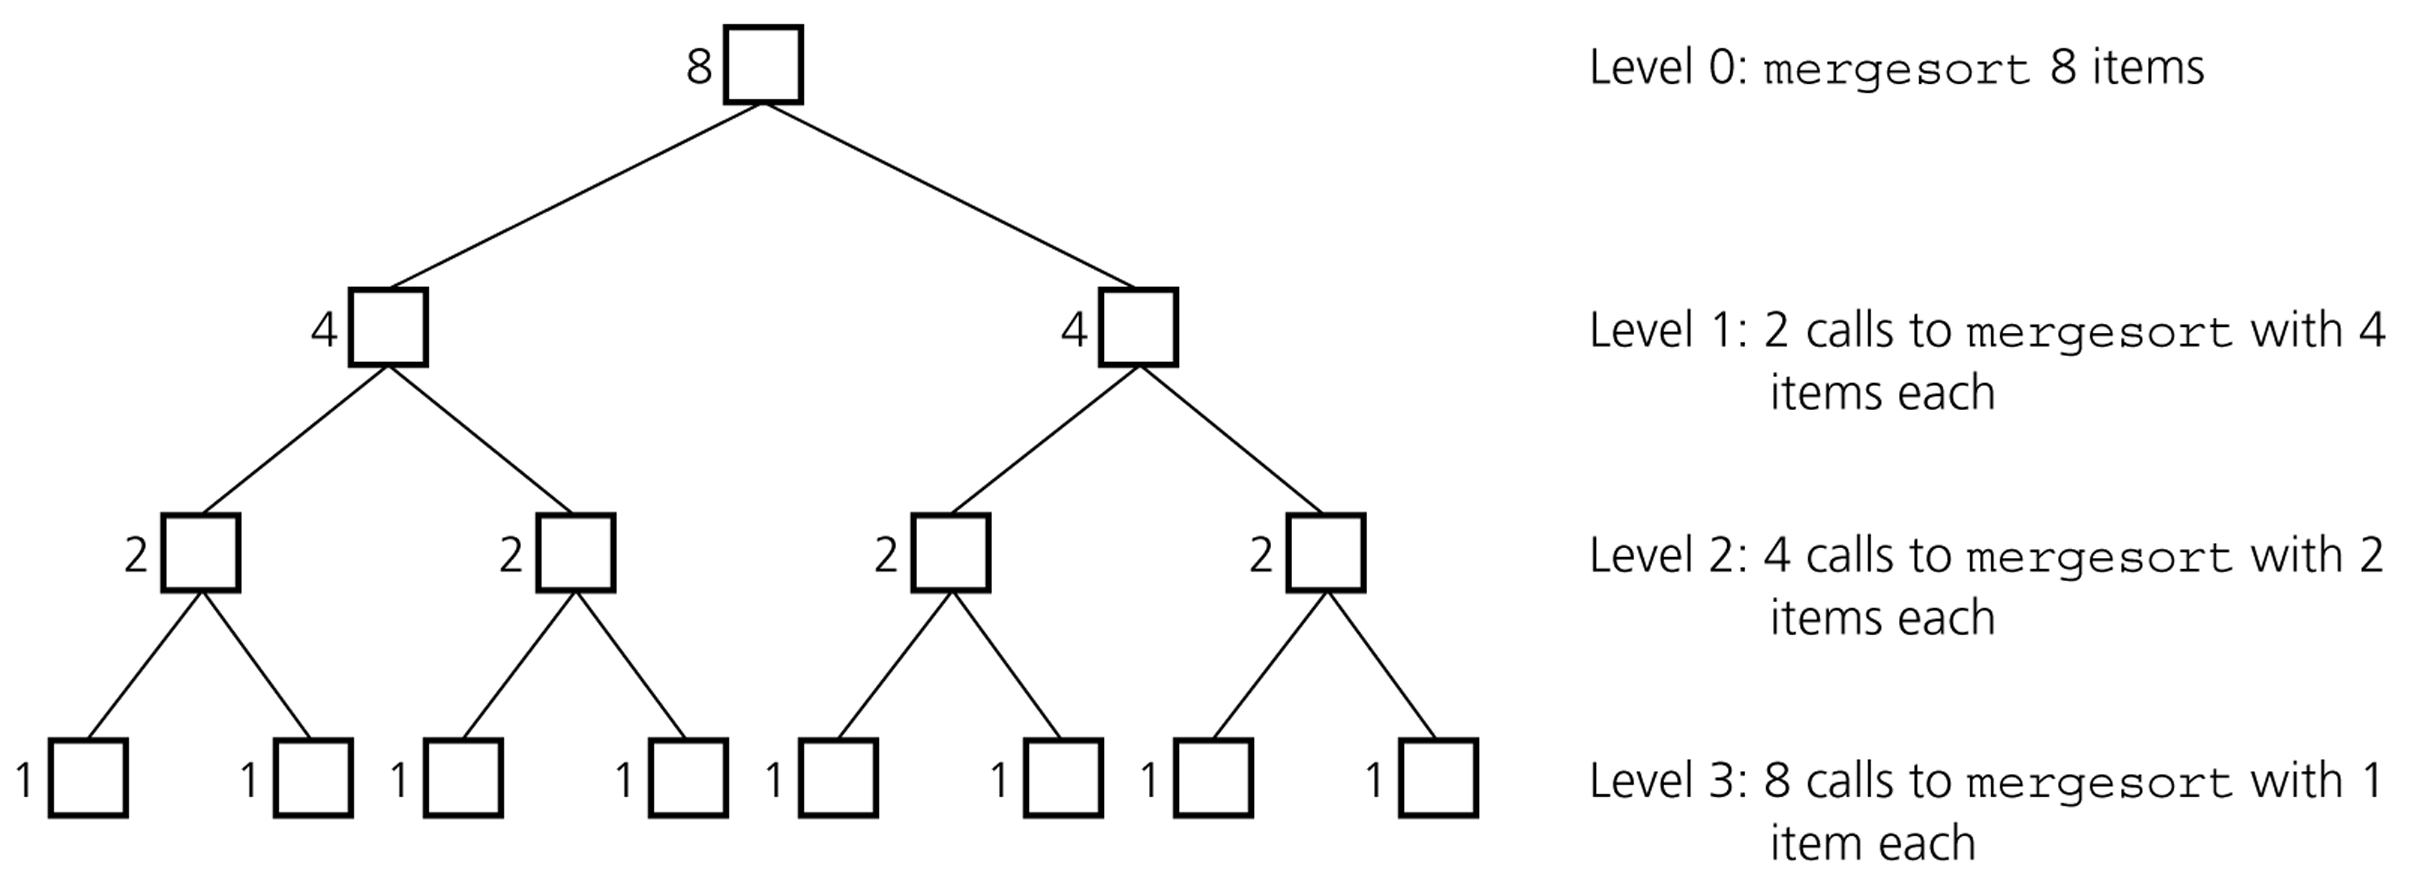 8
Level 0: mergesort 8 items
4 4
Level 1: 2 calls to mergesort with 4
items each
2 2 2 2
Level 2: 4 calls to mergesort with 2
items each
1 1 1 1 1 1 1 1
Level 3: 8 calls to mergesort with 1
item each